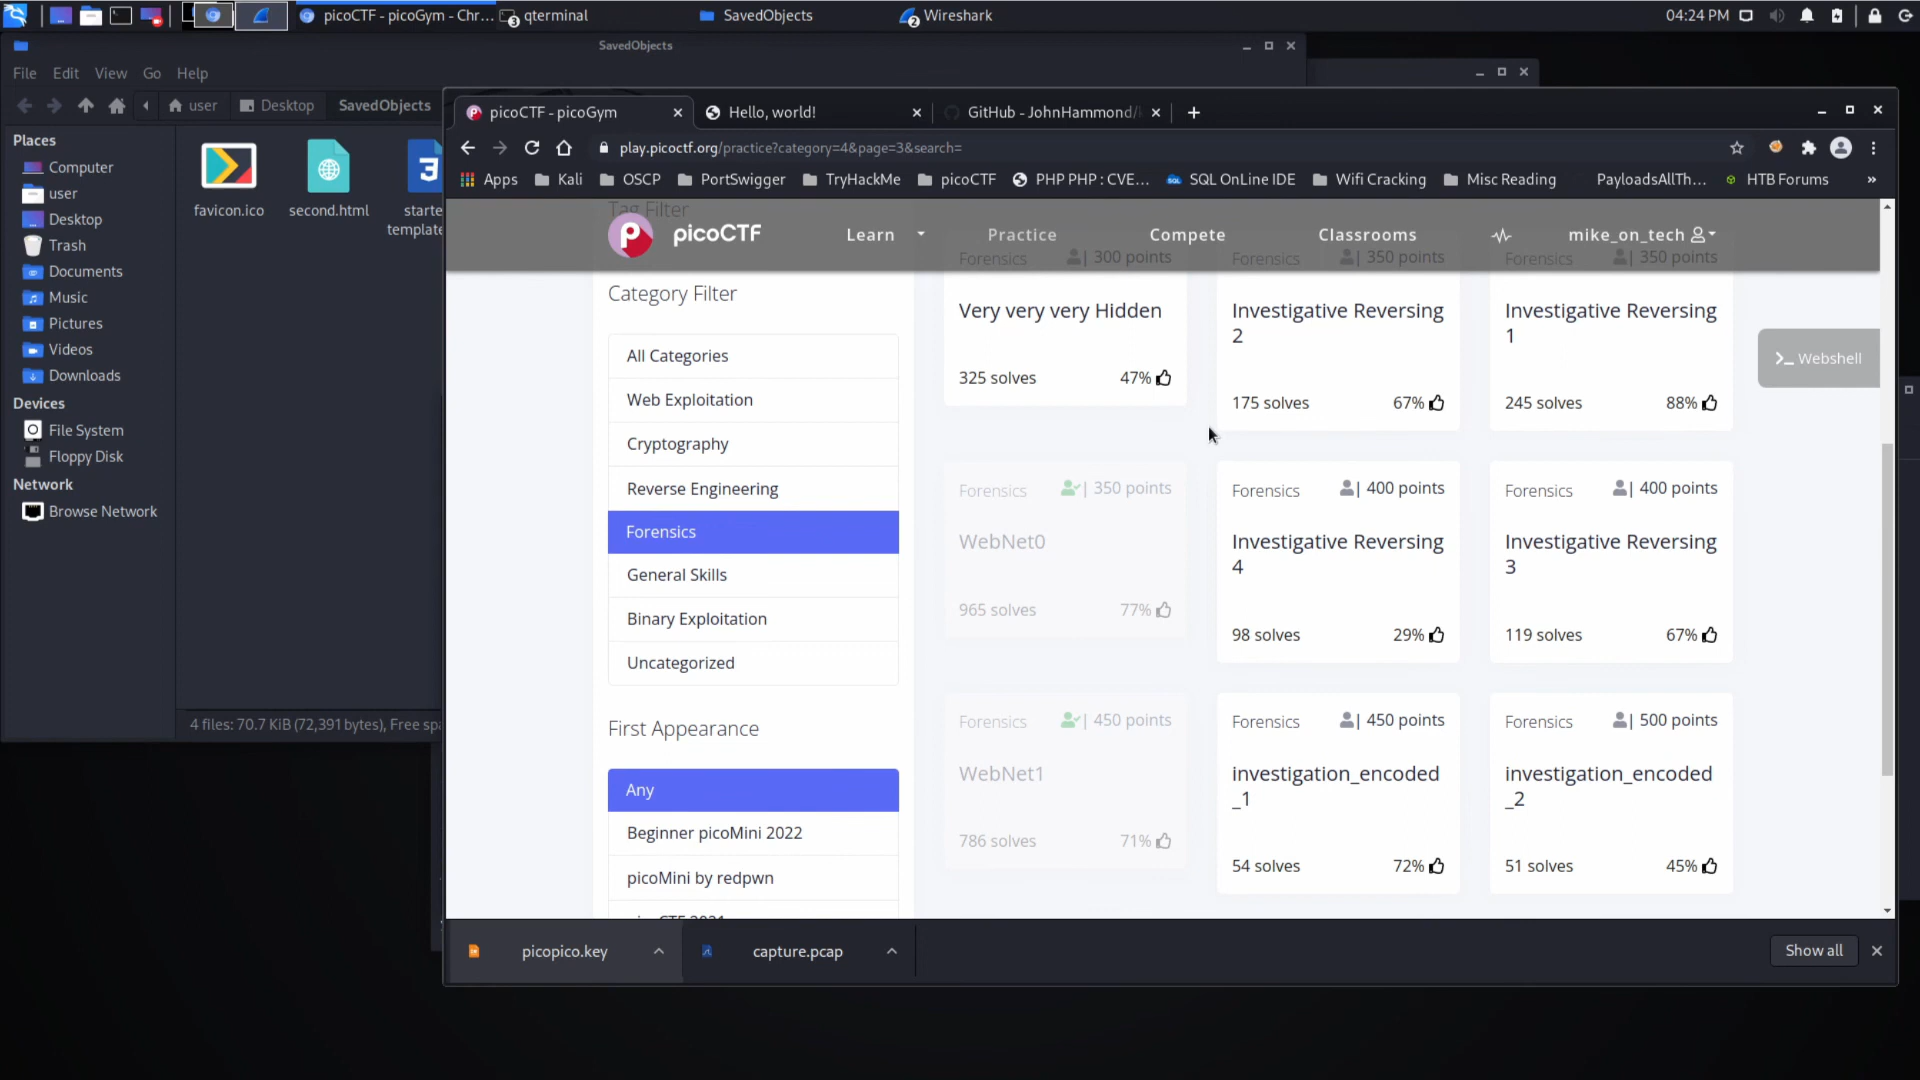 picoCTF - picoGym - Chr...
3
qterminal
SavedObjects
2
Wireshark
04:24 PM
SavedObjects
File Edit View Go Help
user
Desktop
SavedObjects
Places
Computer
user
Desktop
Trash
Documents
Music
Pictures
Videos
Downloads
Devices
File System
Floppy Disk
Network
Browse Network
favicon.ico
second.html
3
starte
template
4 files: 70.7 KiB (72,391 bytes), Free spa
picoCTF - picoGym
Hello, world!
GitHub - JohnHammond/
play.picoctf.org/practice?category=4&page=3&search=
Apps
Kali
OSCP
PortSwigger
TryHackMe
picoCTF
PHP PHP : CVE...
SQL OnLine IDE
Wifi Cracking
Misc Reading
PayloadsAllTh...
HTB Forums
»
Tag Filter
picoCTF
Learn
Practice
Compete
Classrooms
mike_on_tech
Category Filter
All Categories
Web Exploitation
Cryptography
Reverse Engineering
Forensics
General Skills
Binary Exploitation
Uncategorized
First Appearance
Any
Beginner picoMini 2022
picoMini by redpwn
picoCTF 2021
Forensics | 300 points
Very very very Hidden
325 solves 47%
Forensics | 350 points
Investigative Reversing
2
175 solves 67%
Forensics | 350 points
Investigative Reversing
1
245 solves 88%
Forensics | 350 points
WebNet0
965 solves 77%
Forensics | 400 points
Investigative Reversing
4
98 solves 29%
Forensics | 400 points
Investigative Reversing
3
119 solves 67%
Forensics | 450 points
WebNet1
786 solves 71%
Forensics | 450 points
investigation_encoded
_1
54 solves 72%
Forensics | 500 points
investigation_encoded
_2
51 solves 45%
>_ Webshell
picopico.key
capture.pcap
Show all